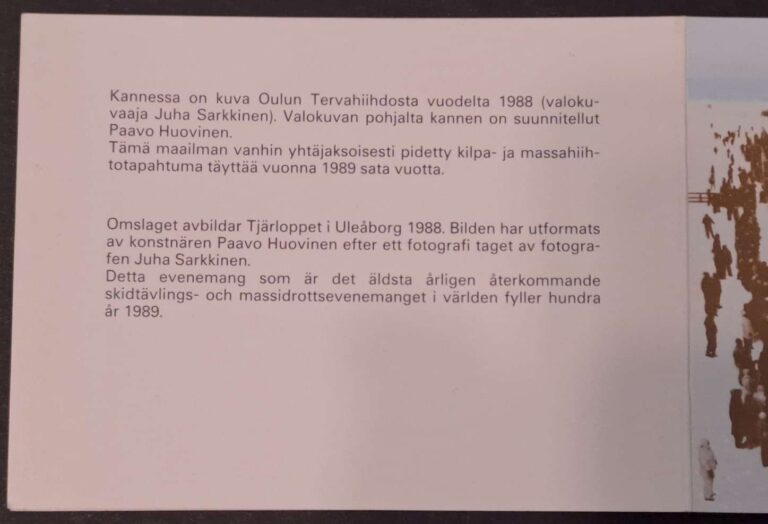 Kannessa on kuva Oulun Tervahiihdosta vuodelta 1988 (valoku-
vaaja Juha Sarkkinen). Valokuvan pohjalta kannen on suunnitellut
Paavo Huovinen.
Tämä maailman vanhin yhtäjaksoisesti pidetty kilpa- ja massahiih-
totapahtuma täyttää vuonna 1989 sata vuotta.
Omslaget avbildar Tjärloppet i Uleåborg 1988. Bilden har utformats
av konstnären Paavo Huovinen efter ett fotografi taget av fotogra-
fen Juha Sarkkinen.
Detta evenemang som är det äldsta årligen återkommande
skidtävlings- och massidrottsevenemanget i världen fyller hundra
år 1989.